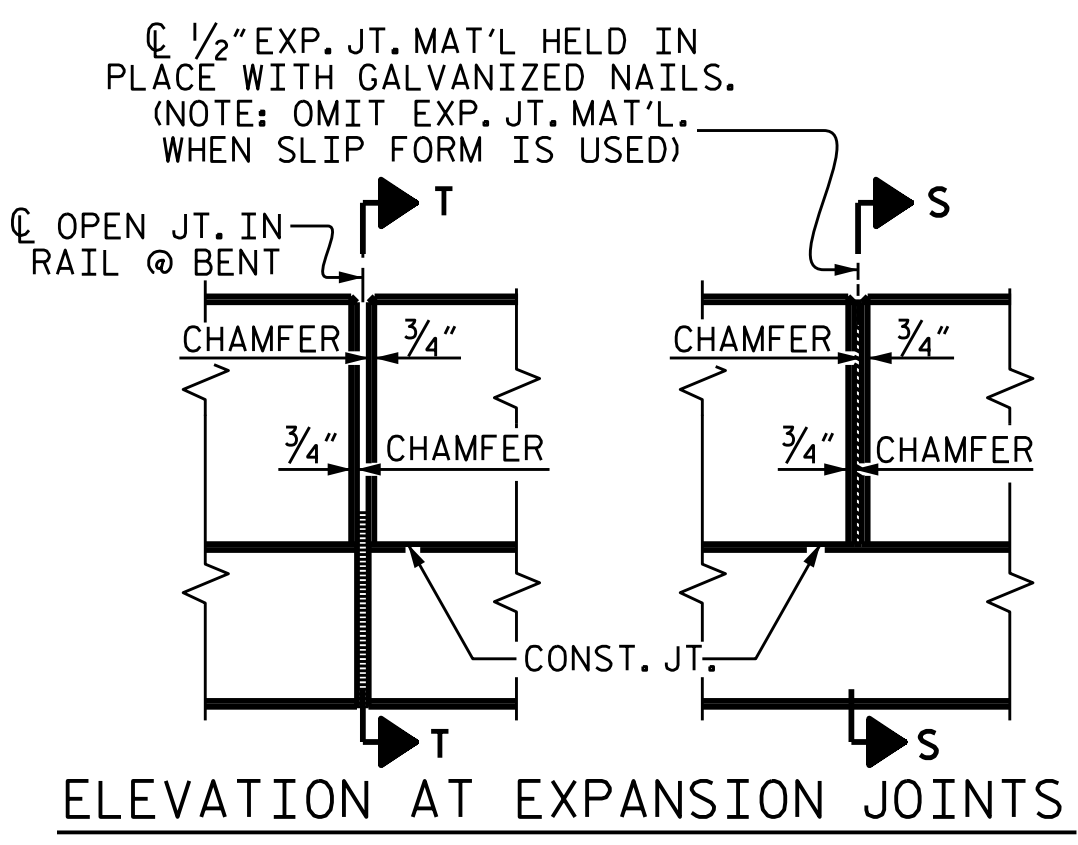 ℄ 1/2" EXP. JT. MAT'L HELD IN
PLACE WITH GALVANIZED NAILS.
(NOTE: OMIT EXP. JT. MAT'L.
WHEN SLIP FORM IS USED)
T
S
℄ OPEN JT. IN
RAIL @ BENT
CHAMFER
3/4"
CHAMFER
3/4"
3/4"
CHAMFER
3/4"
CHAMFER
CONST. JT.
T
S
ELEVATION AT EXPANSION JOINTS